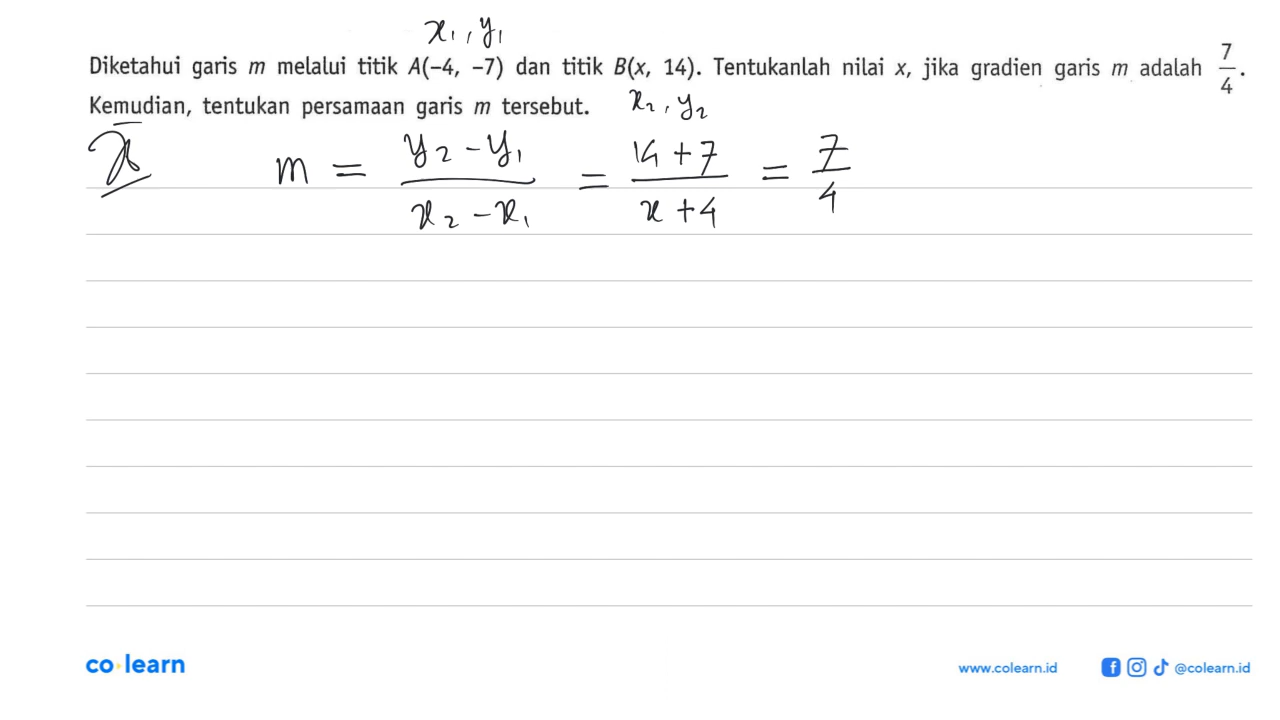 x₁, y₁
Diketahui garis m melalui titik A(–4, –7) dan titik B(x, 14). Tentukanlah nilai x, jika gradien garis m adalah 7/4.
Kemudian, tentukan persamaan garis m tersebut. x₂, y₂
m = (y₂ - y₁)/(x₂ - x₁) = (14 + 7)/(x + 4) = 7/4
co learn
www.colearn.id @colearn.id